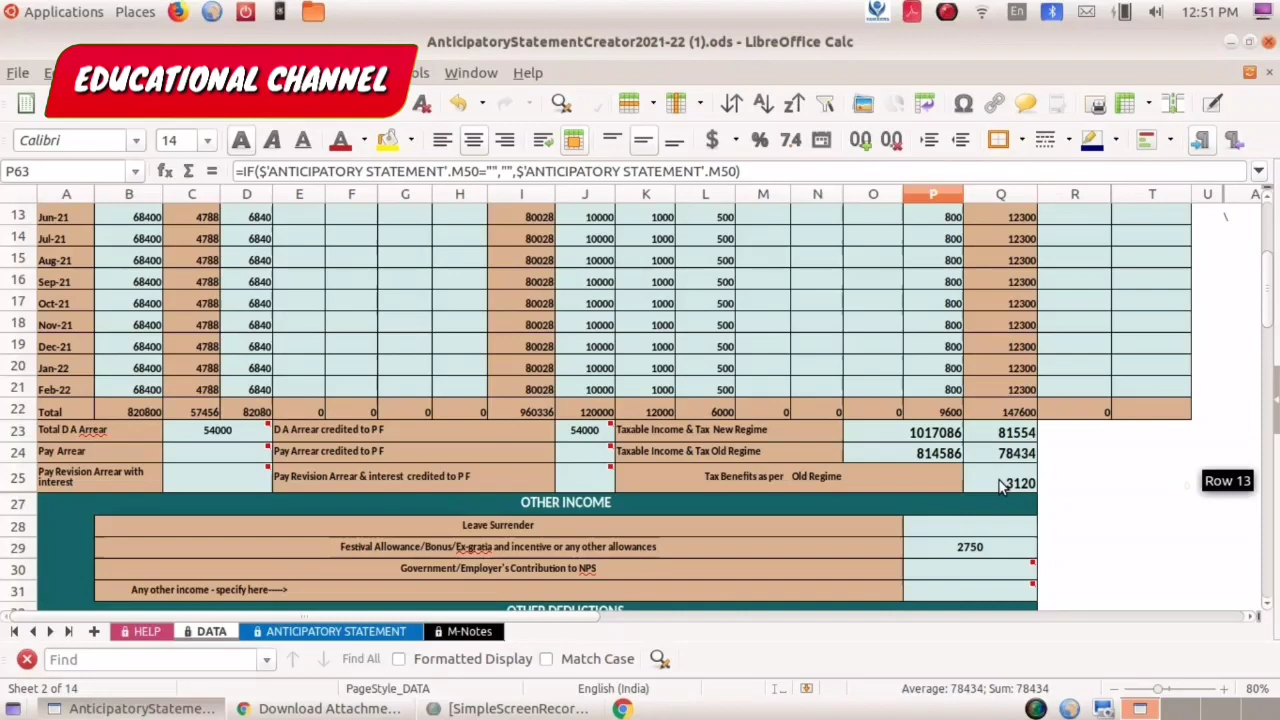 Applications Places En 12:51 PM
AnticipatoryStatementCreator2021-22 (1).ods - LibreOffice Calc
EDUCATIONAL CHANNEL
File Window Help
Calibri 14 A A A A $ % 7.4
P63 fx Σ = =IF($'ANTICIPATORY STATEMENT'.M50="","",$'ANTICIPATORY STATEMENT'.M50)
A B C D E F G H I J K L M N O P Q R T U
13 Jun-21 68400 4788 6840 80028 10000 1000 500 800 12300 \
14 Jul-21 68400 4788 6840 80028 10000 1000 500 800 12300
15 Aug-21 68400 4788 6840 80028 10000 1000 500 800 12300
16 Sep-21 68400 4788 6840 80028 10000 1000 500 800 12300
17 Oct-21 68400 4788 6840 80028 10000 1000 500 800 12300
18 Nov-21 68400 4788 6840 80028 10000 1000 500 800 12300
19 Dec-21 68400 4788 6840 80028 10000 1000 500 800 12300
20 Jan-22 68400 4788 6840 80028 10000 1000 500 800 12300
21 Feb-22 68400 4788 6840 80028 10000 1000 500 800 12300
22 Total 820800 57456 82080 0 0 0 0 960336 120000 12000 6000 0 0 0 9600 147600 0
23 Total D A Arrear 54000 D A Arrear credited to P F 54000 Taxable Income & Tax New Regime 1017086 81554
24 Pay Arrear Pay Arrear credited to P F Taxable Income & Tax Old Regime 814586 78434
25 Pay Revision Arrear with interest Pay Revision Arrear & interest credited to P F Tax Benefits as per Old Regime 3120 Row 13
27 OTHER INCOME
28 Leave Surrender
29 Festival Allowance/Bonus/Ex-gratia and incentive or any other allowances 2750
30 Government/Employer's Contribution to NPS
31 Any other income - specify here----->
OTHER DEDUCTIONS
HELP DATA ANTICIPATORY STATEMENT M-Notes
Find Find All Formatted Display Match Case
Sheet 2 of 14 PageStyle_DATA English (India) Average: 78434; Sum: 78434 80%
AnticipatoryStateme... Download Attachme... [SimpleScreenRecor...